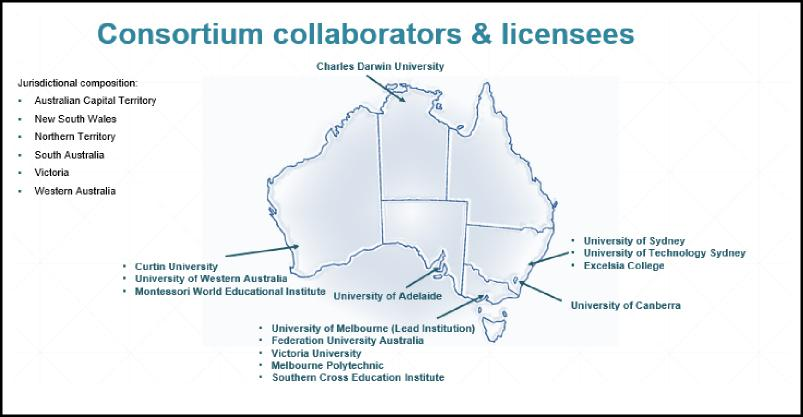 Consortium collaborators & licensees
Charles Darwin University
Jurisdictional composition:
▪ Australian Capital Territory
▪ New South Wales
▪ Northern Territory
▪ South Australia
▪ Victoria
▪ Western Australia
• University of Sydney
• University of Technology Sydney
• Excelsia College
• Curtin University
• University of Western Australia
• Montessori World Educational Institute
University of Adelaide
University of Canberra
• University of Melbourne (Lead Institution)
• Federation University Australia
• Victoria University
• Melbourne Polytechnic
• Southern Cross Education Institute